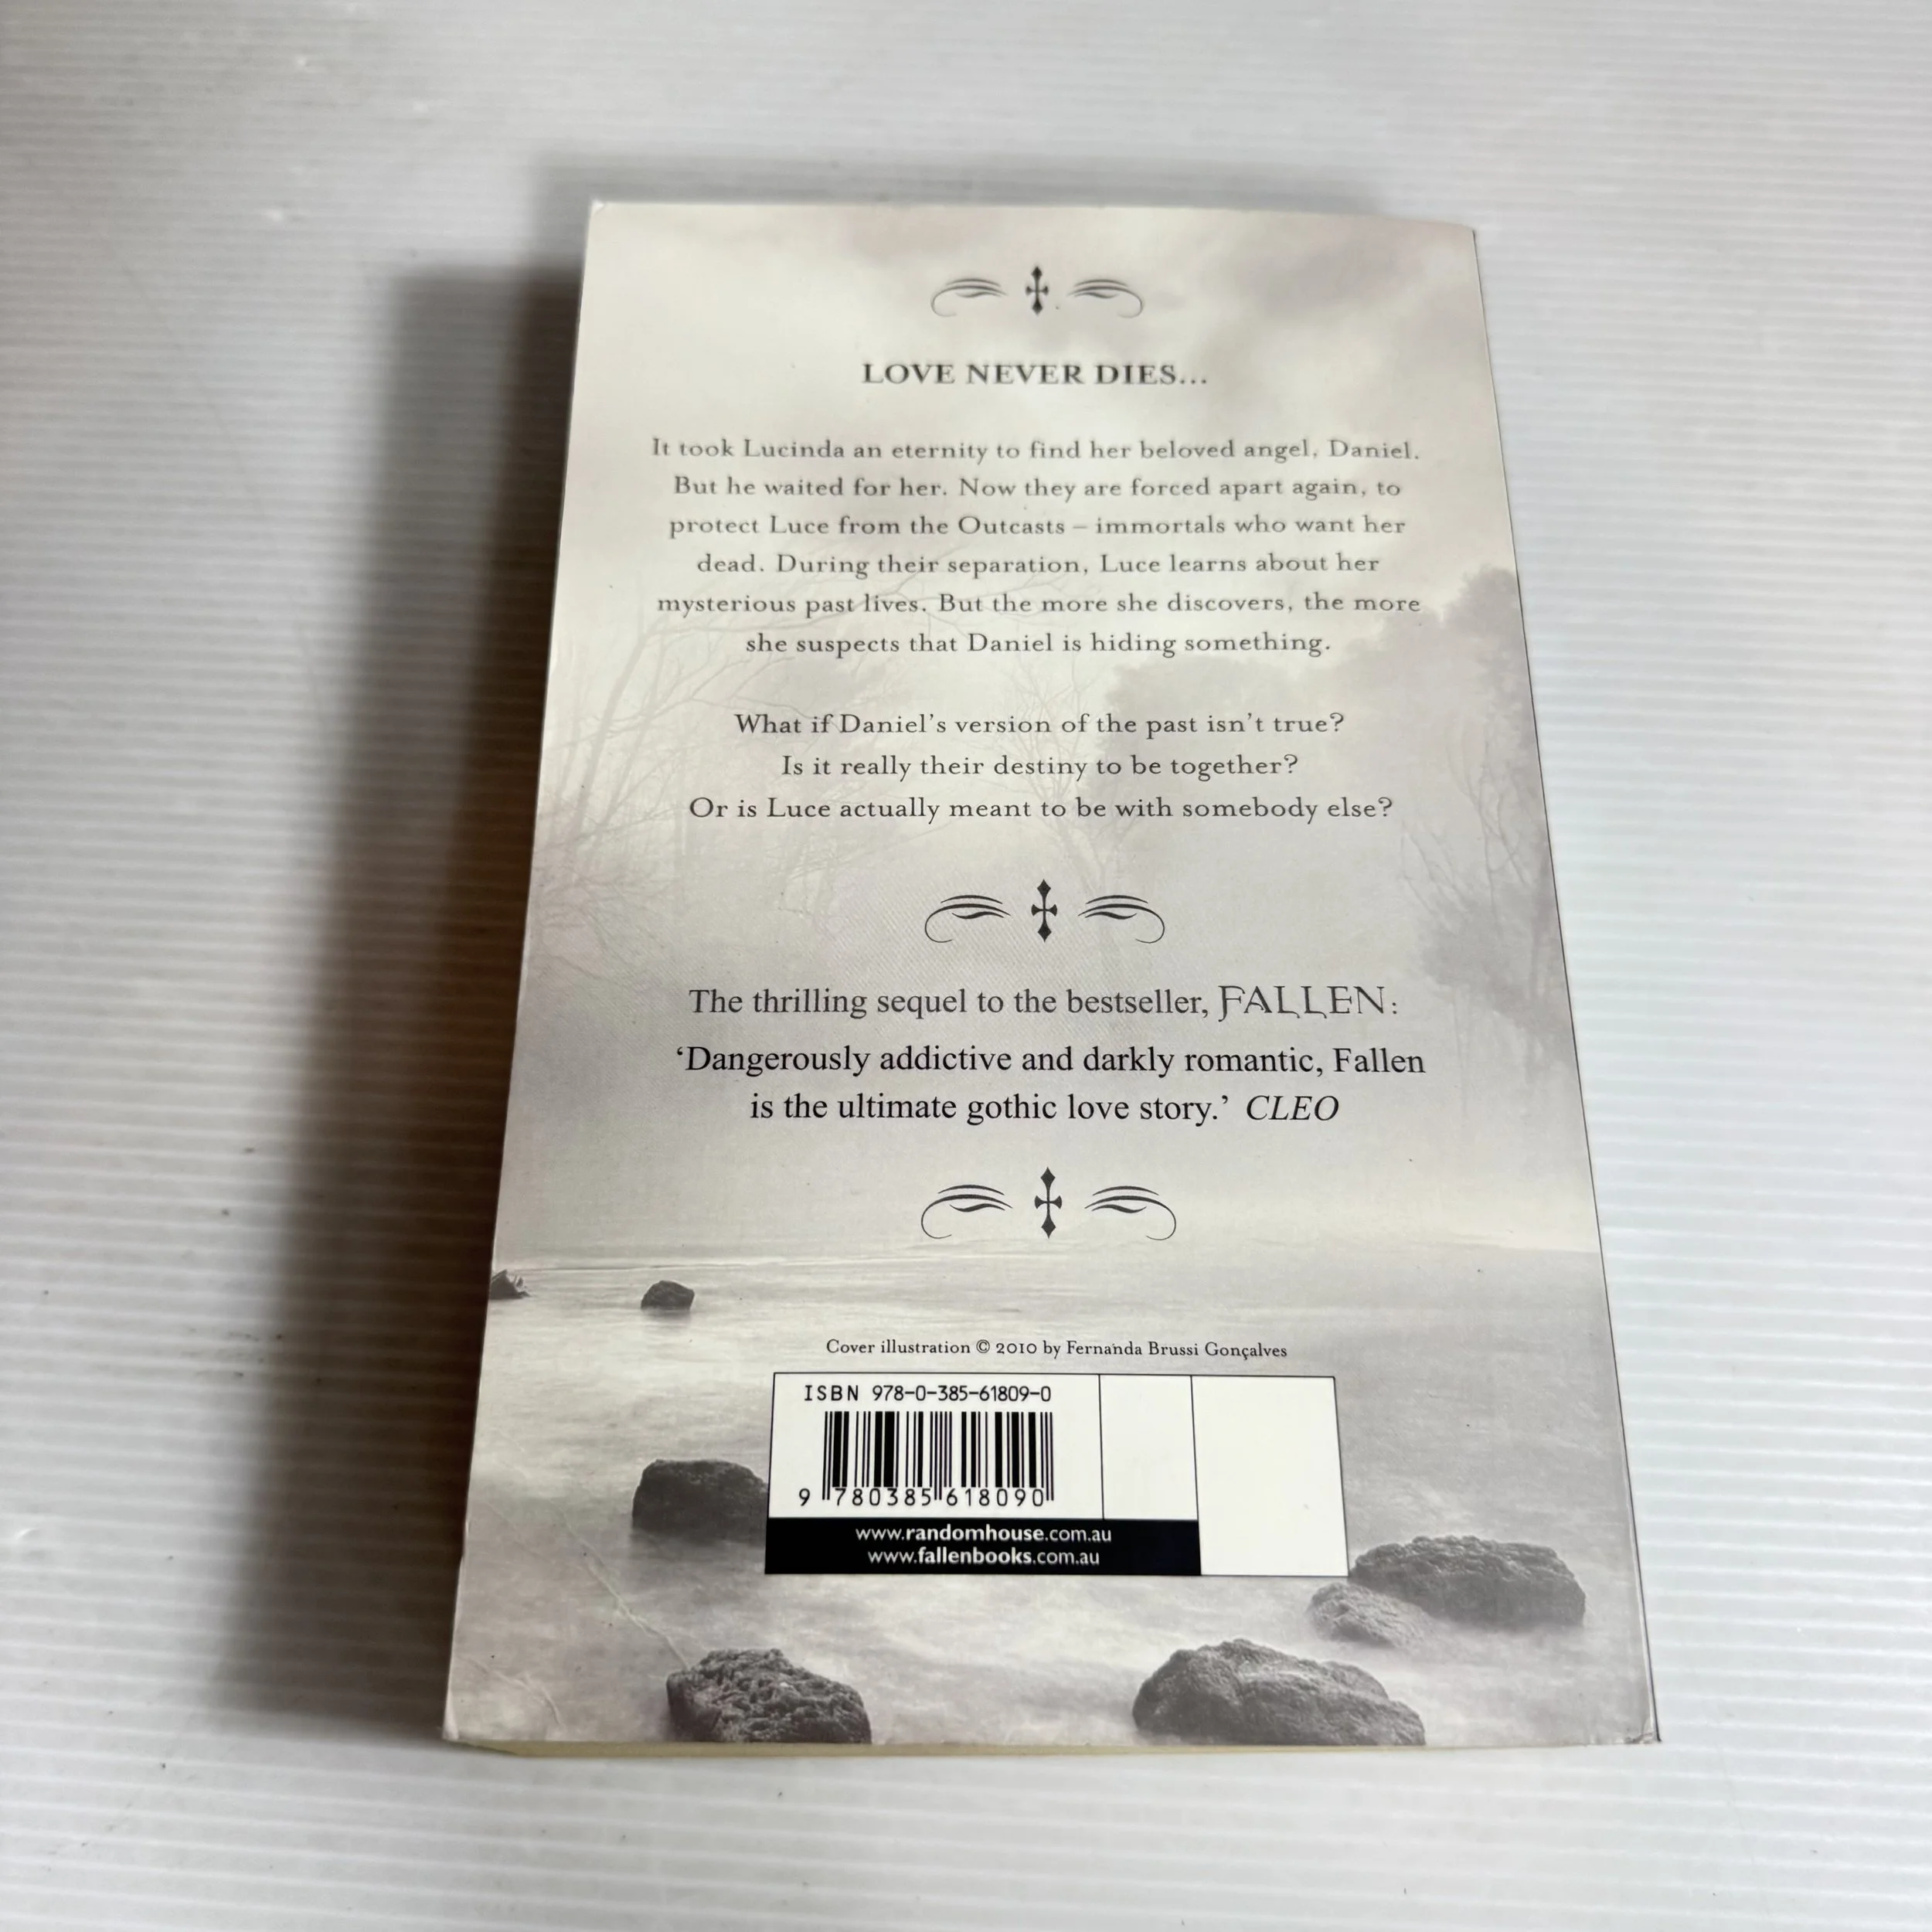 LOVE NEVER DIES...
It took Lucinda an eternity to find her beloved angel, Daniel.
But he waited for her. Now they are forced apart again, to
protect Luce from the Outcasts – immortals who want her
dead. During their separation, Luce learns about her
mysterious past lives. But the more she discovers, the more
she suspects that Daniel is hiding something.
What if Daniel's version of the past isn't true?
Is it really their destiny to be together?
Or is Luce actually meant to be with somebody else?
The thrilling sequel to the bestseller, FALLEN:
‘Dangerously addictive and darkly romantic, Fallen
is the ultimate gothic love story.’ CLEO
Cover illustration © 2010 by Fernanda Brussi Gonçalves
ISBN 978-0-385-61809-0
9 780385 618090
www.randomhouse.com.au
www.fallenbooks.com.au